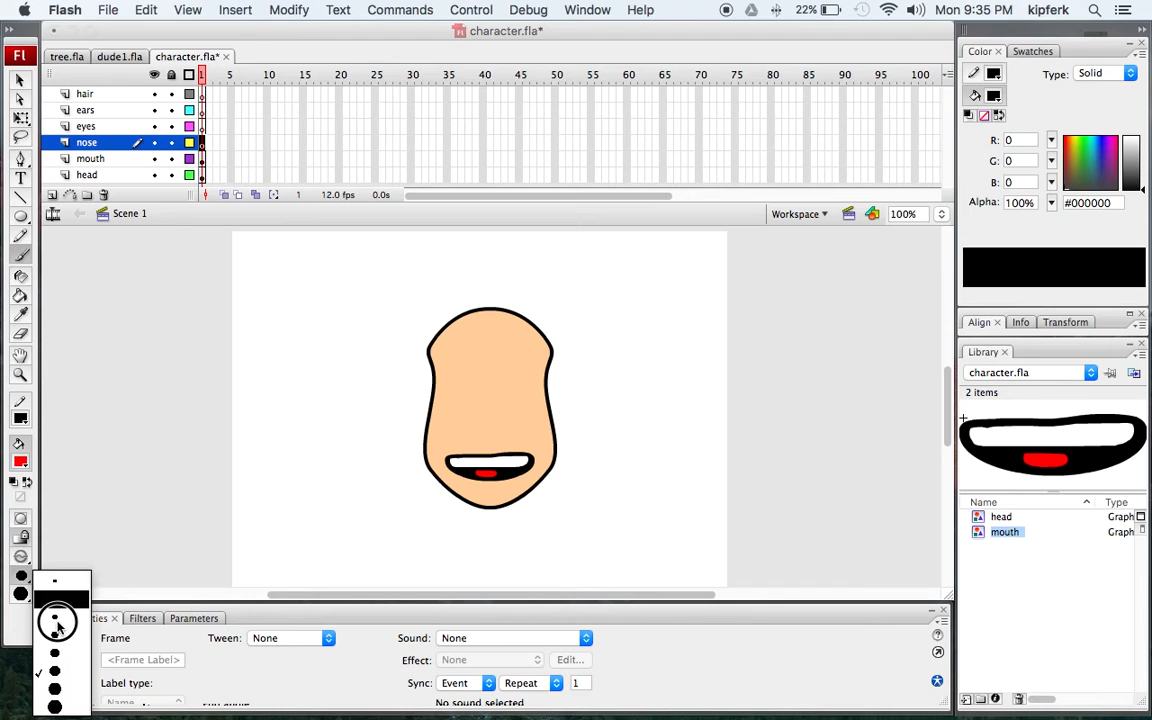 Flash File Edit View Insert Modify Text Commands Control Debug Window Help 22% Mon 9:35 PM kipferk
character.fla*
tree.fla dude1.fla character.fla*
1 5 10 15 20 25 30 35 40 45 50 55 60 65 70 75 80 85 90 95 100
hair
ears
eyes
nose
mouth
head
1 12.0 fps 0.0s
Scene 1 Workspace 100%
Fl
T
Color Swatches
Type: Solid
R: 0
G: 0
B: 0
Alpha: 100% #000000
Align Info Transform
Library
character.fla
2 items
Name Type
head Graph
mouth Graph
ties Filters Parameters
Frame Tween: None Sound: None
<Frame Label> Effect: None Edit...
Label type: Sync: Event Repeat 1
Name No sound selected